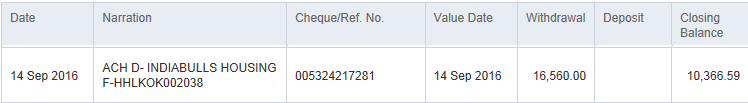 Date Narration Cheque/Ref. No. Value Date Withdrawal Deposit Closing
Balance
14 Sep 2016 ACH D- INDIABULLS HOUSING
F-HHLKOK002038 005324217281 14 Sep 2016 16,560.00 10,366.59